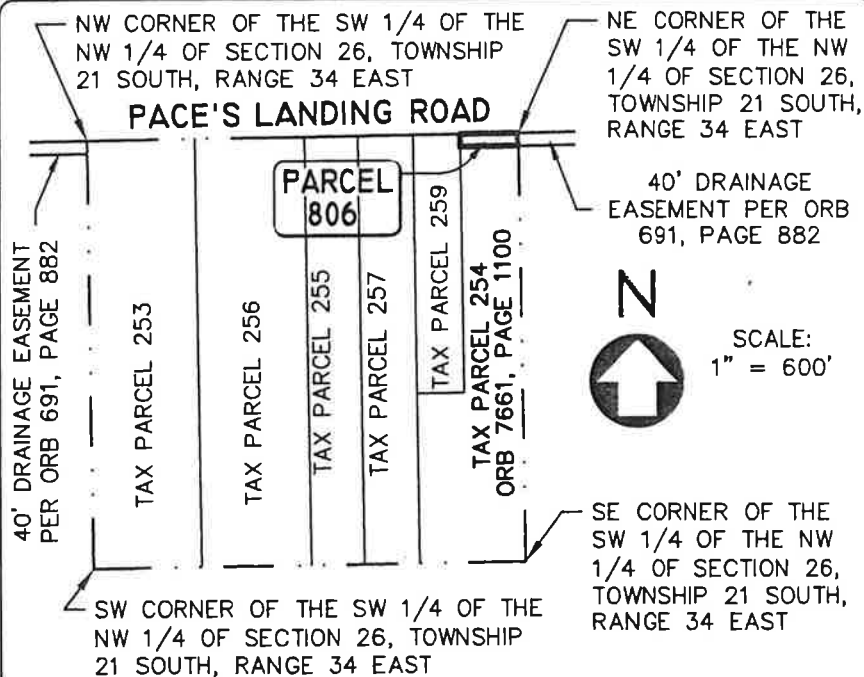 NW CORNER OF THE SW 1/4 OF THE
NW 1/4 OF SECTION 26, TOWNSHIP
21 SOUTH, RANGE 34 EAST
NE CORNER OF THE
SW 1/4 OF THE NW
1/4 OF SECTION 26,
TOWNSHIP 21 SOUTH,
RANGE 34 EAST
PACE'S LANDING ROAD
PARCEL
806
40' DRAINAGE
EASEMENT PER ORB
691, PAGE 882
40' DRAINAGE EASEMENT
PER ORB 691, PAGE 882
TAX PARCEL 253
TAX PARCEL 256
TAX PARCEL 255
TAX PARCEL 257
TAX PARCEL 259
TAX PARCEL 254
ORB 7661, PAGE 1100
N
SCALE:
1" = 600'
SE CORNER OF THE
SW 1/4 OF THE NW
1/4 OF SECTION 26,
TOWNSHIP 21 SOUTH,
RANGE 34 EAST
SW CORNER OF THE SW 1/4 OF THE
NW 1/4 OF SECTION 26, TOWNSHIP
21 SOUTH, RANGE 34 EAST